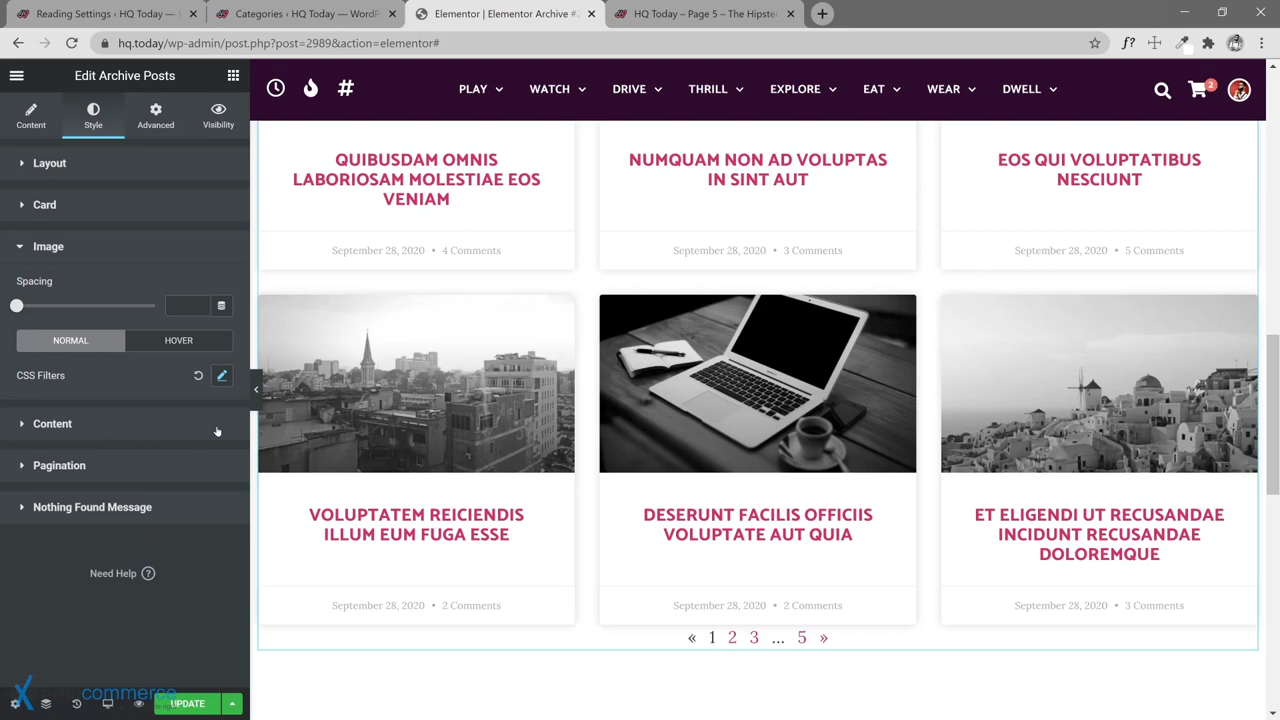 Reading Settings ‹ HQ Today — W
Categories ‹ HQ Today — WordP
Elementor | Elementor Archive #2
HQ Today – Page 5 – The Hipster
hq.today/wp-admin/post.php?post=2989&action=elementor#
f?
Edit Archive Posts
#
PLAY
WATCH
DRIVE
THRILL
EXPLORE
EAT
WEAR
DWELL
2
Content
Style
Advanced
Visibility
Layout
Card
Image
Spacing
NORMAL
HOVER
CSS Filters
Content
Pagination
Nothing Found Message
Need Help ?
commerce
UPDATE
QUIBUSDAM OMNIS
LABORIOSAM MOLESTIAE EOS
VENIAM
September 28, 2020 • 4 Comments
NUMQUAM NON AD VOLUPTAS
IN SINT AUT
September 28, 2020 • 3 Comments
EOS QUI VOLUPTATIBUS
NESCIUNT
September 28, 2020 • 5 Comments
VOLUPTATEM REICIENDIS
ILLUM EUM FUGA ESSE
September 28, 2020 • 2 Comments
DESERUNT FACILIS OFFICIIS
VOLUPTATE AUT QUIA
September 28, 2020 • 2 Comments
ET ELIGENDI UT RECUSANDAE
INCIDUNT RECUSANDAE
DOLOREMQUE
September 28, 2020 • 3 Comments
« 1 2 3 … 5 »